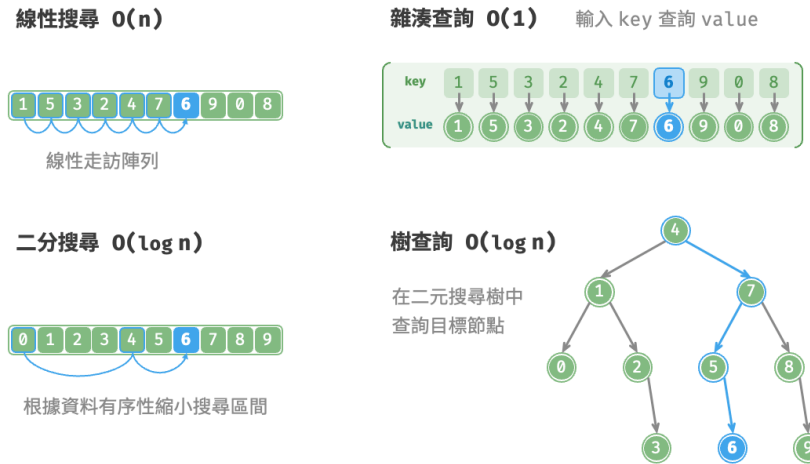 線性搜尋 O(n)
1 5 3 2 4 7 6 9 0 8
線性走訪陣列
雜湊查詢 O(1) 輸入 key 查詢 value
key 1 5 3 2 4 7 6 9 0 8
value 1 5 3 2 4 7 6 9 0 8
二分搜尋 O(log n)
0 1 2 3 4 5 6 7 8 9
根據資料有序性縮小搜尋區間
樹查詢 O(log n)
在二元搜尋樹中
查詢目標節點
4
1 7
0 2 5 8
3 6 9